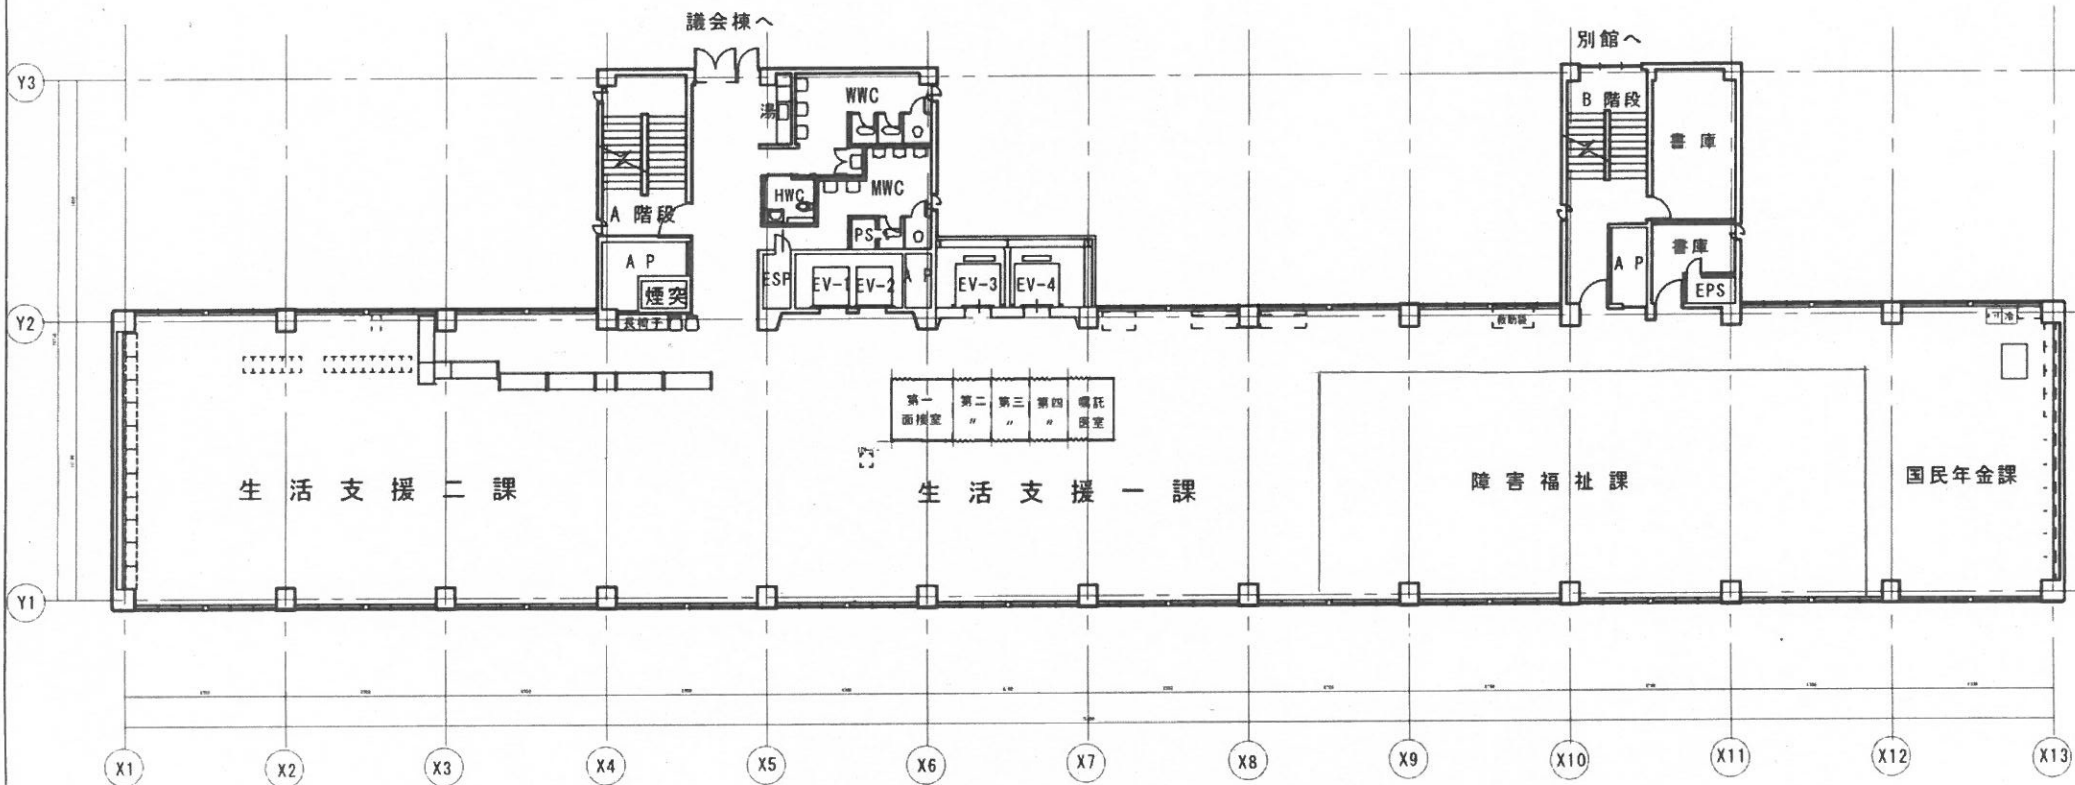 議会棟へ
別館へ
Y3
湯
WWC
B 階段
書 庫
MWC
HWC
A 階段
PS
A P
煙突
ESP
EV-1
EV-2
A P
EV-3
EV-4
書庫
A P
EPS
Y2
長椅子
救助袋
冷
第一
面接室
第二
〃
第三
〃
第四
〃
嘱託
医室
生 活 支 援 二 課
生 活 支 援 一 課
障 害 福 祉 課
国民年金課
Y1
X1
X2
X3
X4
X5
X6
X7
X8
X9
X10
X11
X12
X13